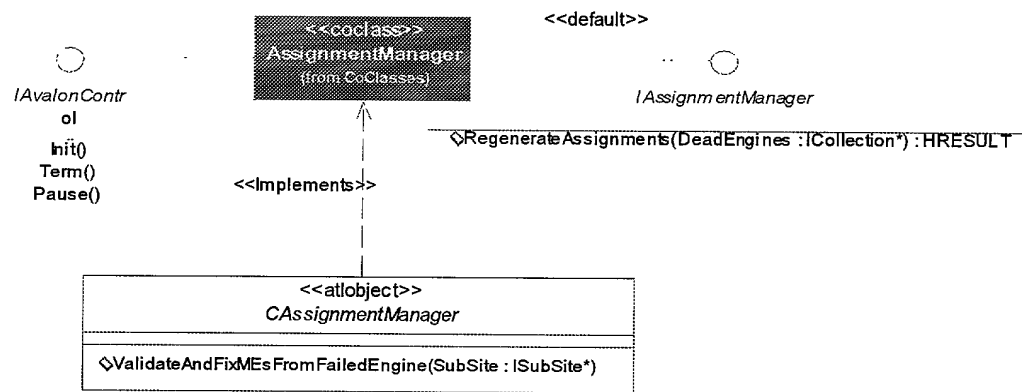 <<default>>
<<coclass>>
AssignmentManager
(from CoClasses)
IAvalonContr
ol
Init()
Term()
Pause()
IAssignmentManager
RegenerateAssignments(DeadEngines : ICollection*) : HRESULT
<<Implements>>
<<atlobject>>
CAssignmentManager
ValidateAndFixMEsFromFailedEngine(SubSite : ISubSite*)